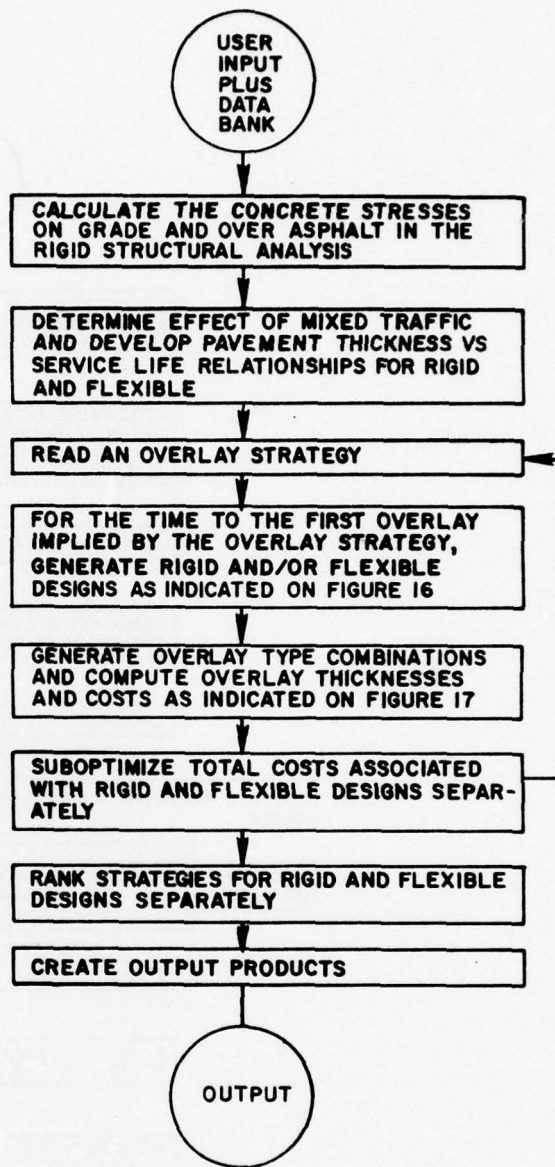 USER
INPUT
PLUS
DATA
BANK
CALCULATE THE CONCRETE STRESSES
ON GRADE AND OVER ASPHALT IN THE
RIGID STRUCTURAL ANALYSIS
DETERMINE EFFECT OF MIXED TRAFFIC
AND DEVELOP PAVEMENT THICKNESS VS
SERVICE LIFE RELATIONSHIPS FOR RIGID
AND FLEXIBLE
READ AN OVERLAY STRATEGY
FOR THE TIME TO THE FIRST OVERLAY
IMPLIED BY THE OVERLAY STRATEGY,
GENERATE RIGID AND/OR FLEXIBLE
DESIGNS AS INDICATED ON FIGURE 16
GENERATE OVERLAY TYPE COMBINATIONS
AND COMPUTE OVERLAY THICKNESSES
AND COSTS AS INDICATED ON FIGURE 17
SUBOPTIMIZE TOTAL COSTS ASSOCIATED
WITH RIGID AND FLEXIBLE DESIGNS SEPAR-
ATELY
RANK STRATEGIES FOR RIGID AND FLEXIBLE
DESIGNS SEPARATELY
CREATE OUTPUT PRODUCTS
OUTPUT